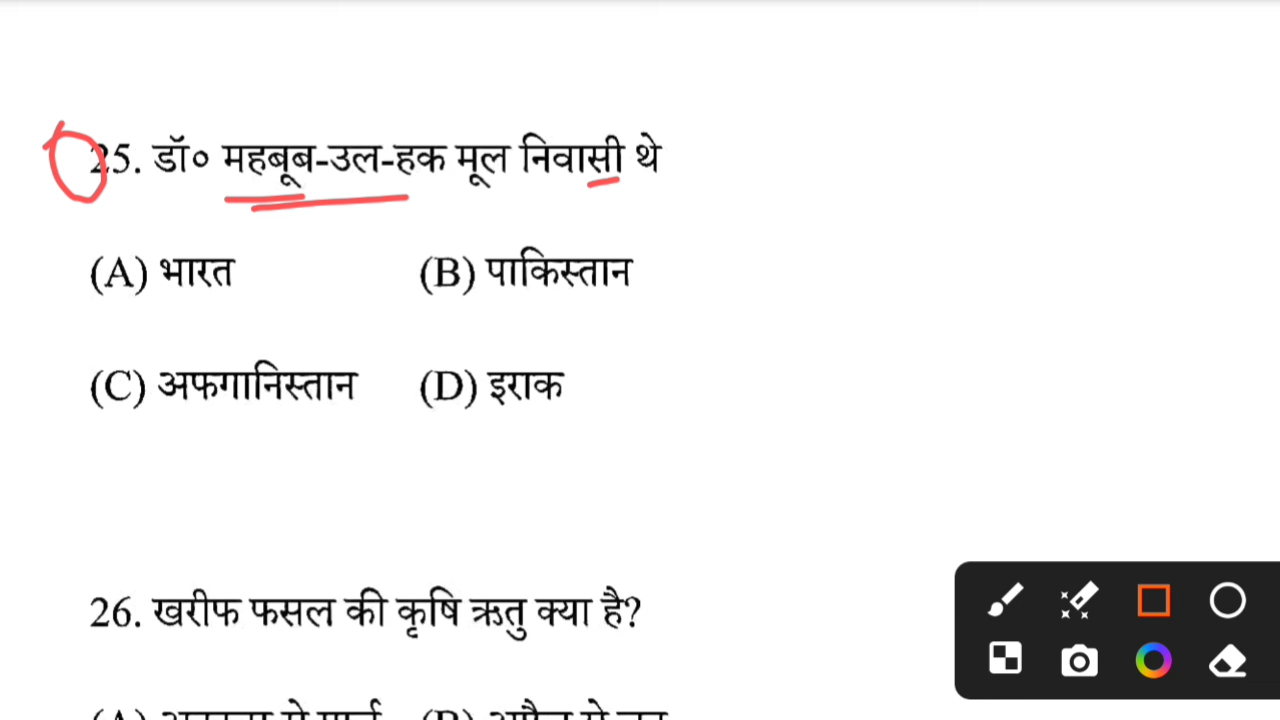 25. डॉ० महबूब-उल-हक मूल निवासी थे
(A) भारत (B) पाकिस्तान
(C) अफगानिस्तान (D) इराक
26. खरीफ फसल की कृषि ऋतु क्या है?